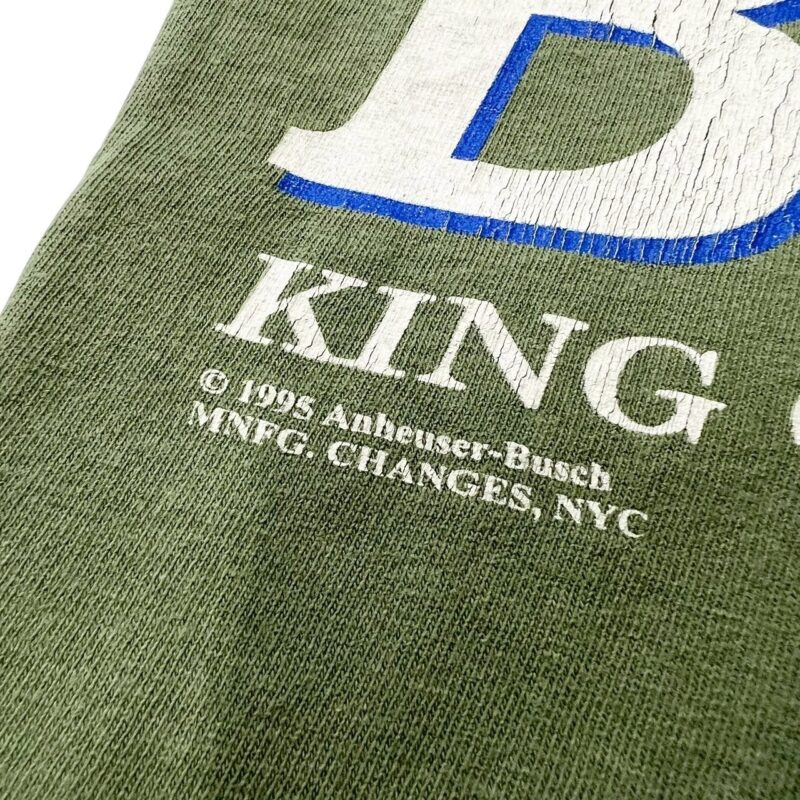 B
KING
© 1995 Anheuser-Busch
MNFG. CHANGES, NYC